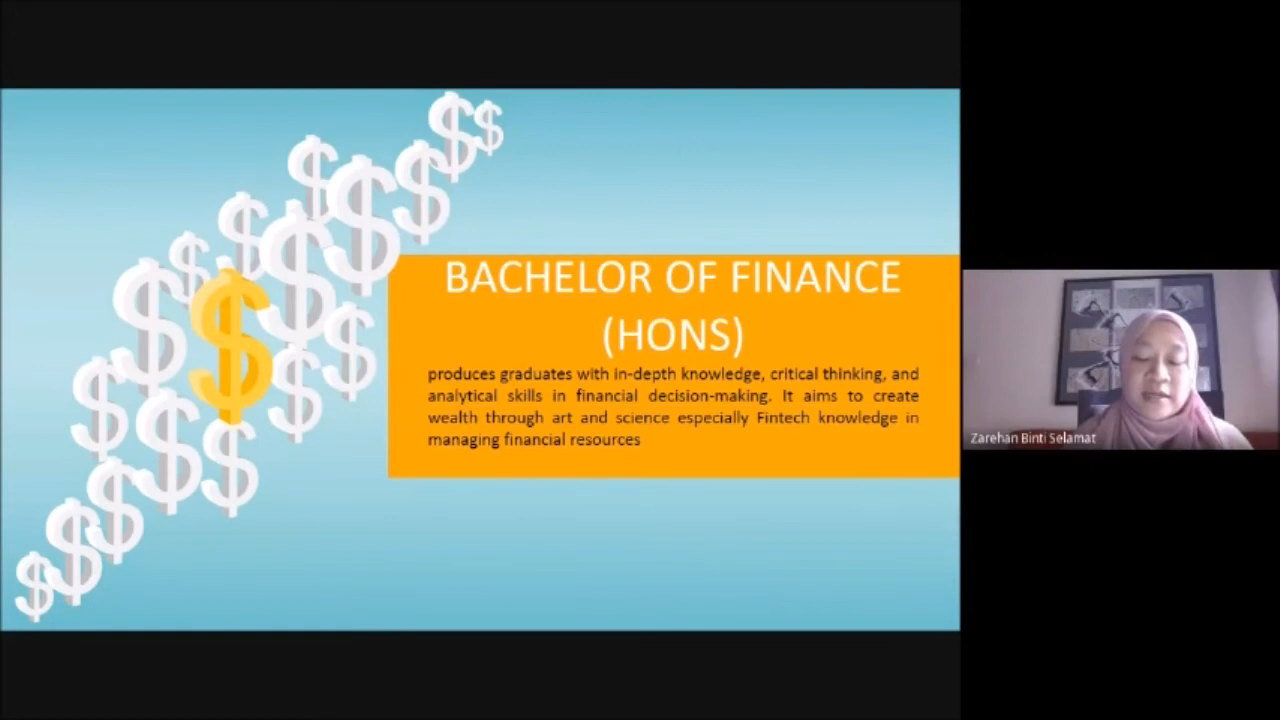 BACHELOR OF FINANCE
(HONS)
produces graduates with in-depth knowledge, critical thinking, and
analytical skills in financial decision-making. It aims to create
wealth through art and science especially Fintech knowledge in
managing financial resources
Zarehan Binti Selamat